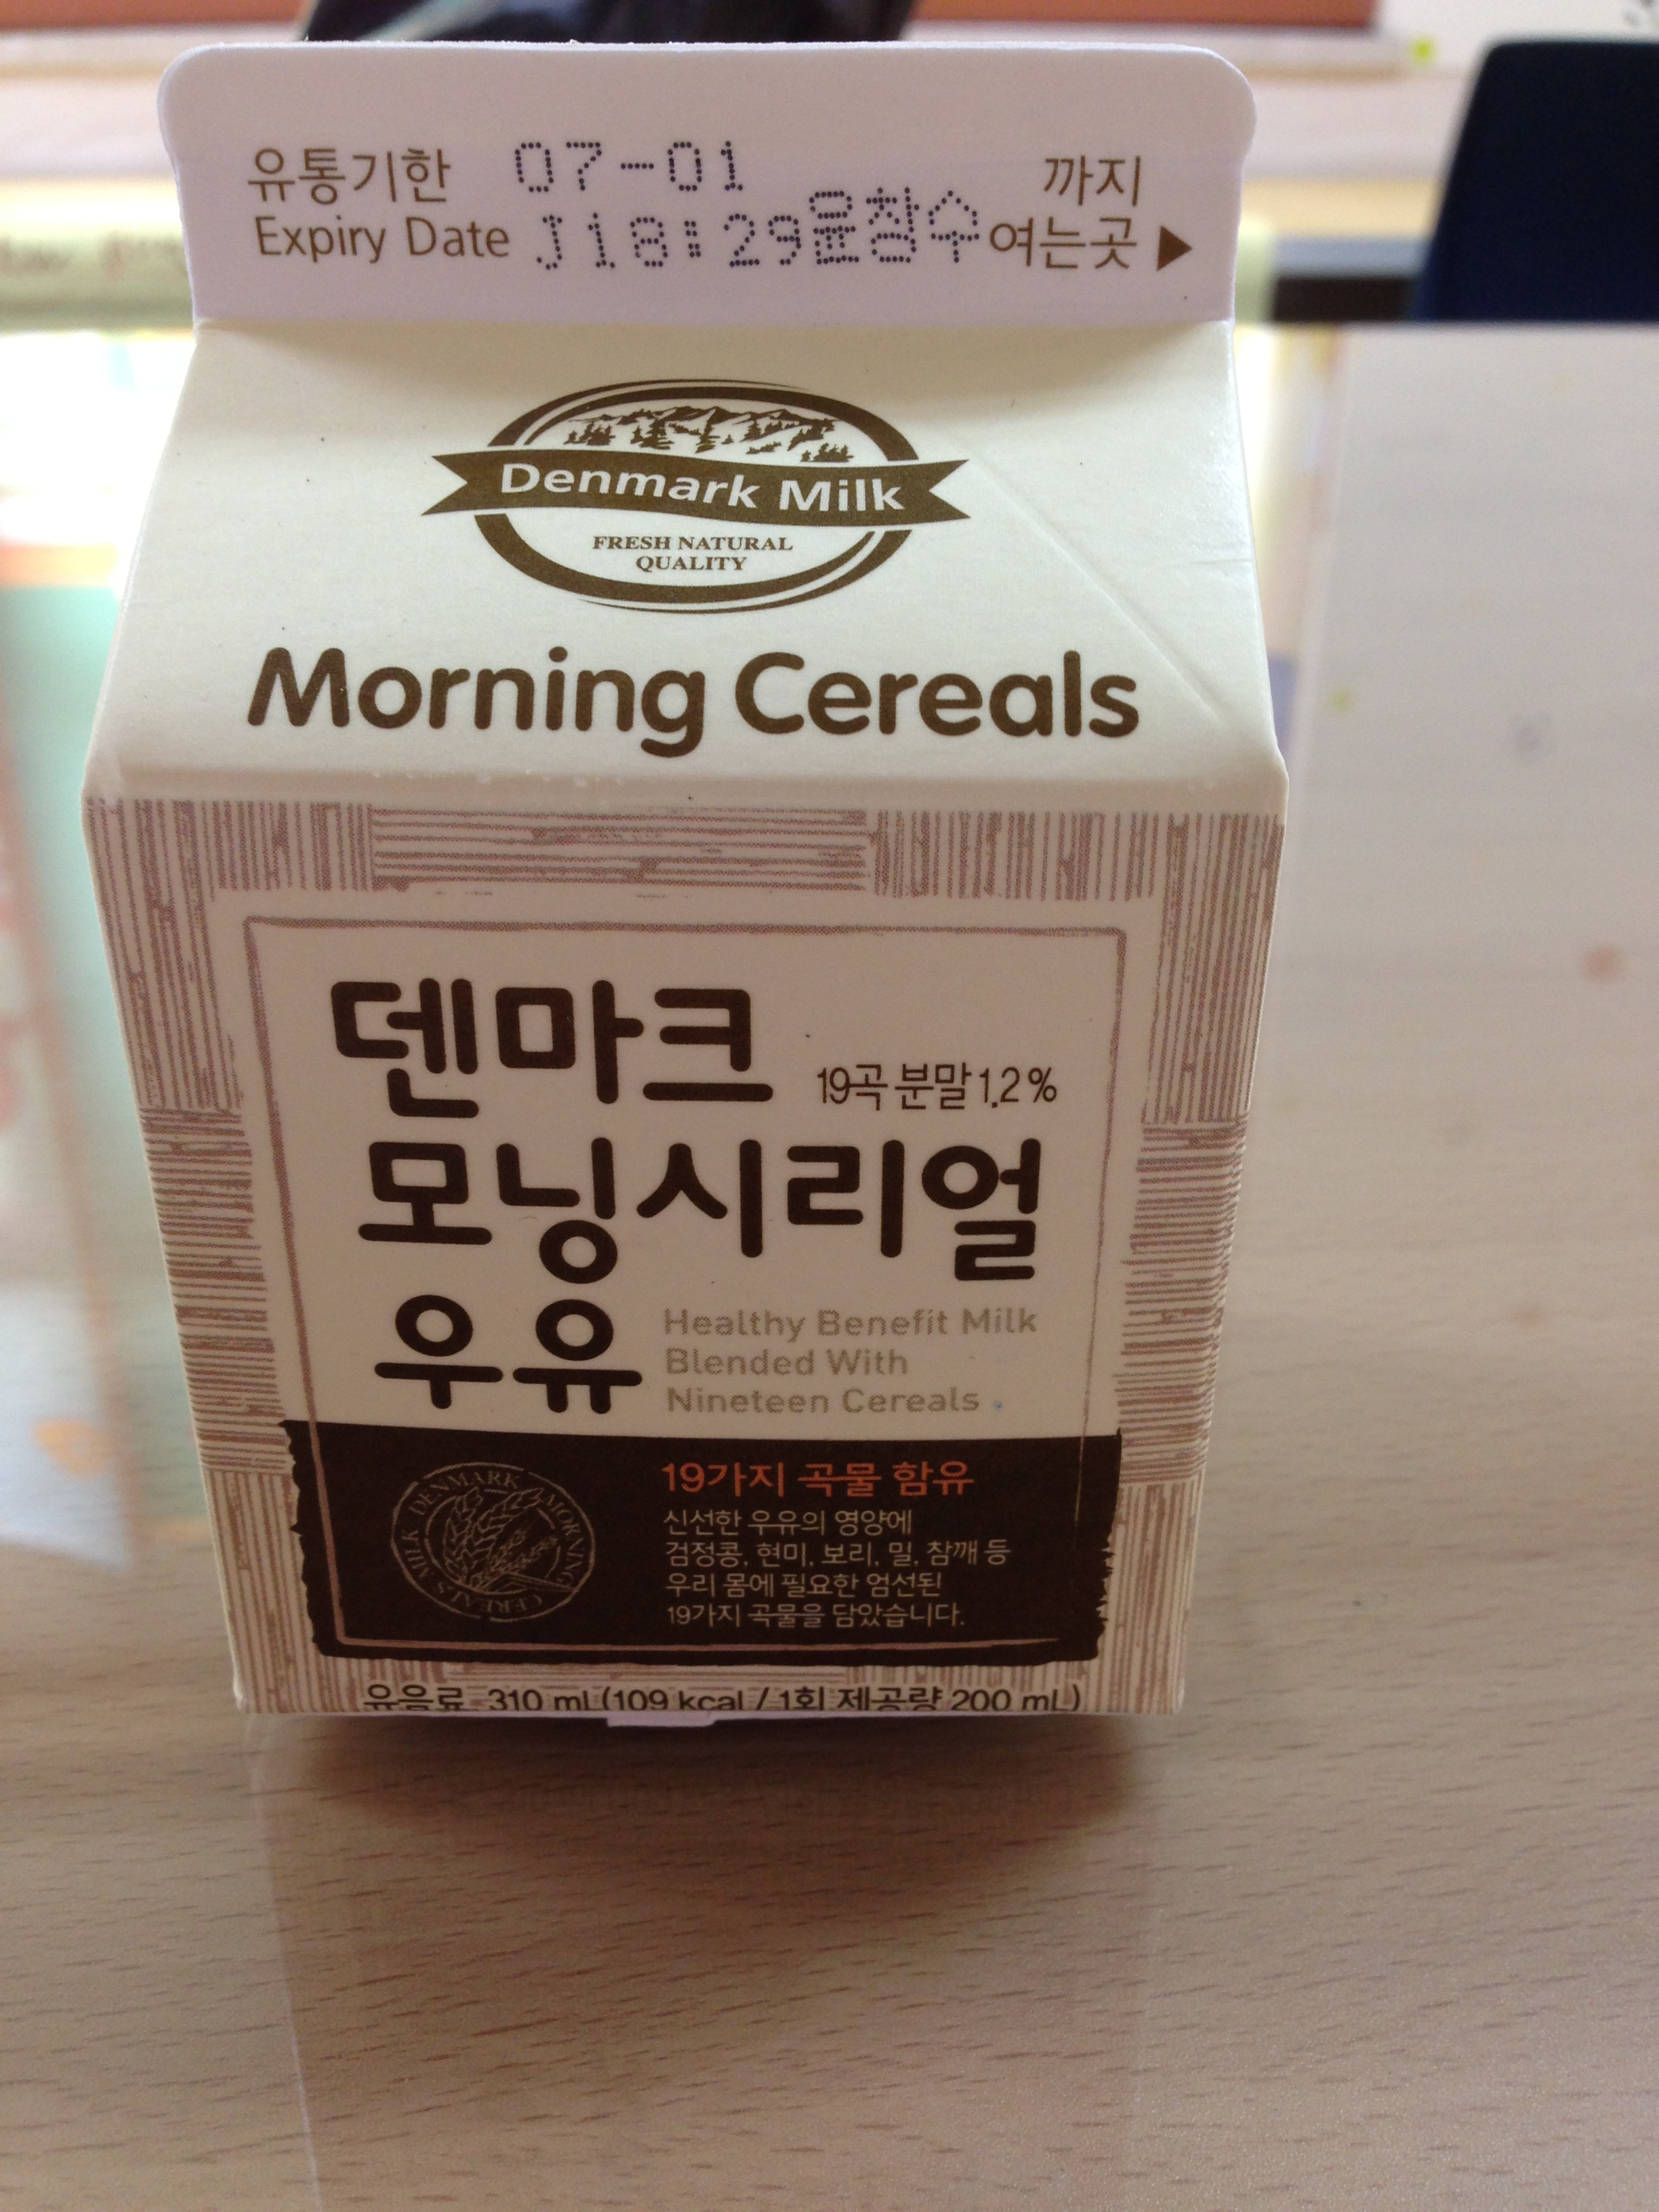 유통기한 07-01 까지
Expiry Date J18:29윤창수 여는곳▶
Denmark Milk
FRESH NATURAL
QUALITY
Morning Cereals
덴마크
19곡 분말 1.2%
모닝시리얼
우유
Healthy Benefit Milk
Blended With
Nineteen Cereals
DENMARK MORNING CEREALS MILK
19가지 곡물 함유
신선한 우유의 영양에
검정콩, 현미, 보리, 밀, 참깨 등
우리 몸에 필요한 엄선된
19가지 곡물을 담았습니다.
유음료 310 mL (109 kcal / 1회 제공량 200 mL)